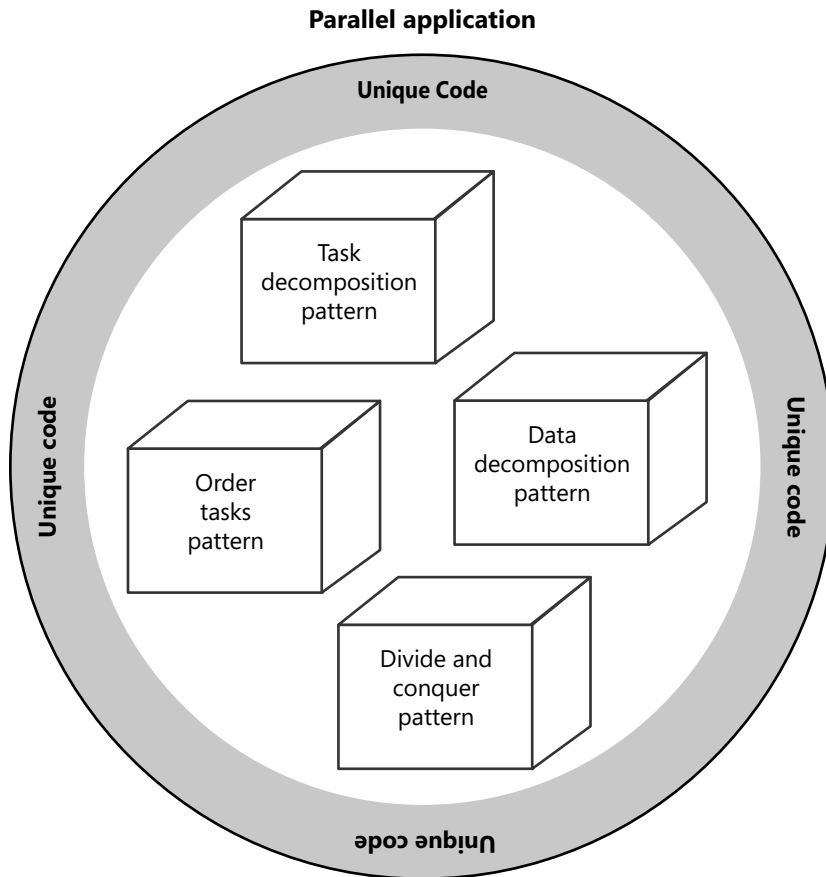 Parallel application
Unique Code
Task
decomposition
pattern
Unique code
Order
tasks
pattern
Data
decomposition
pattern
Unique code
Divide and
conquer
pattern
Unique code